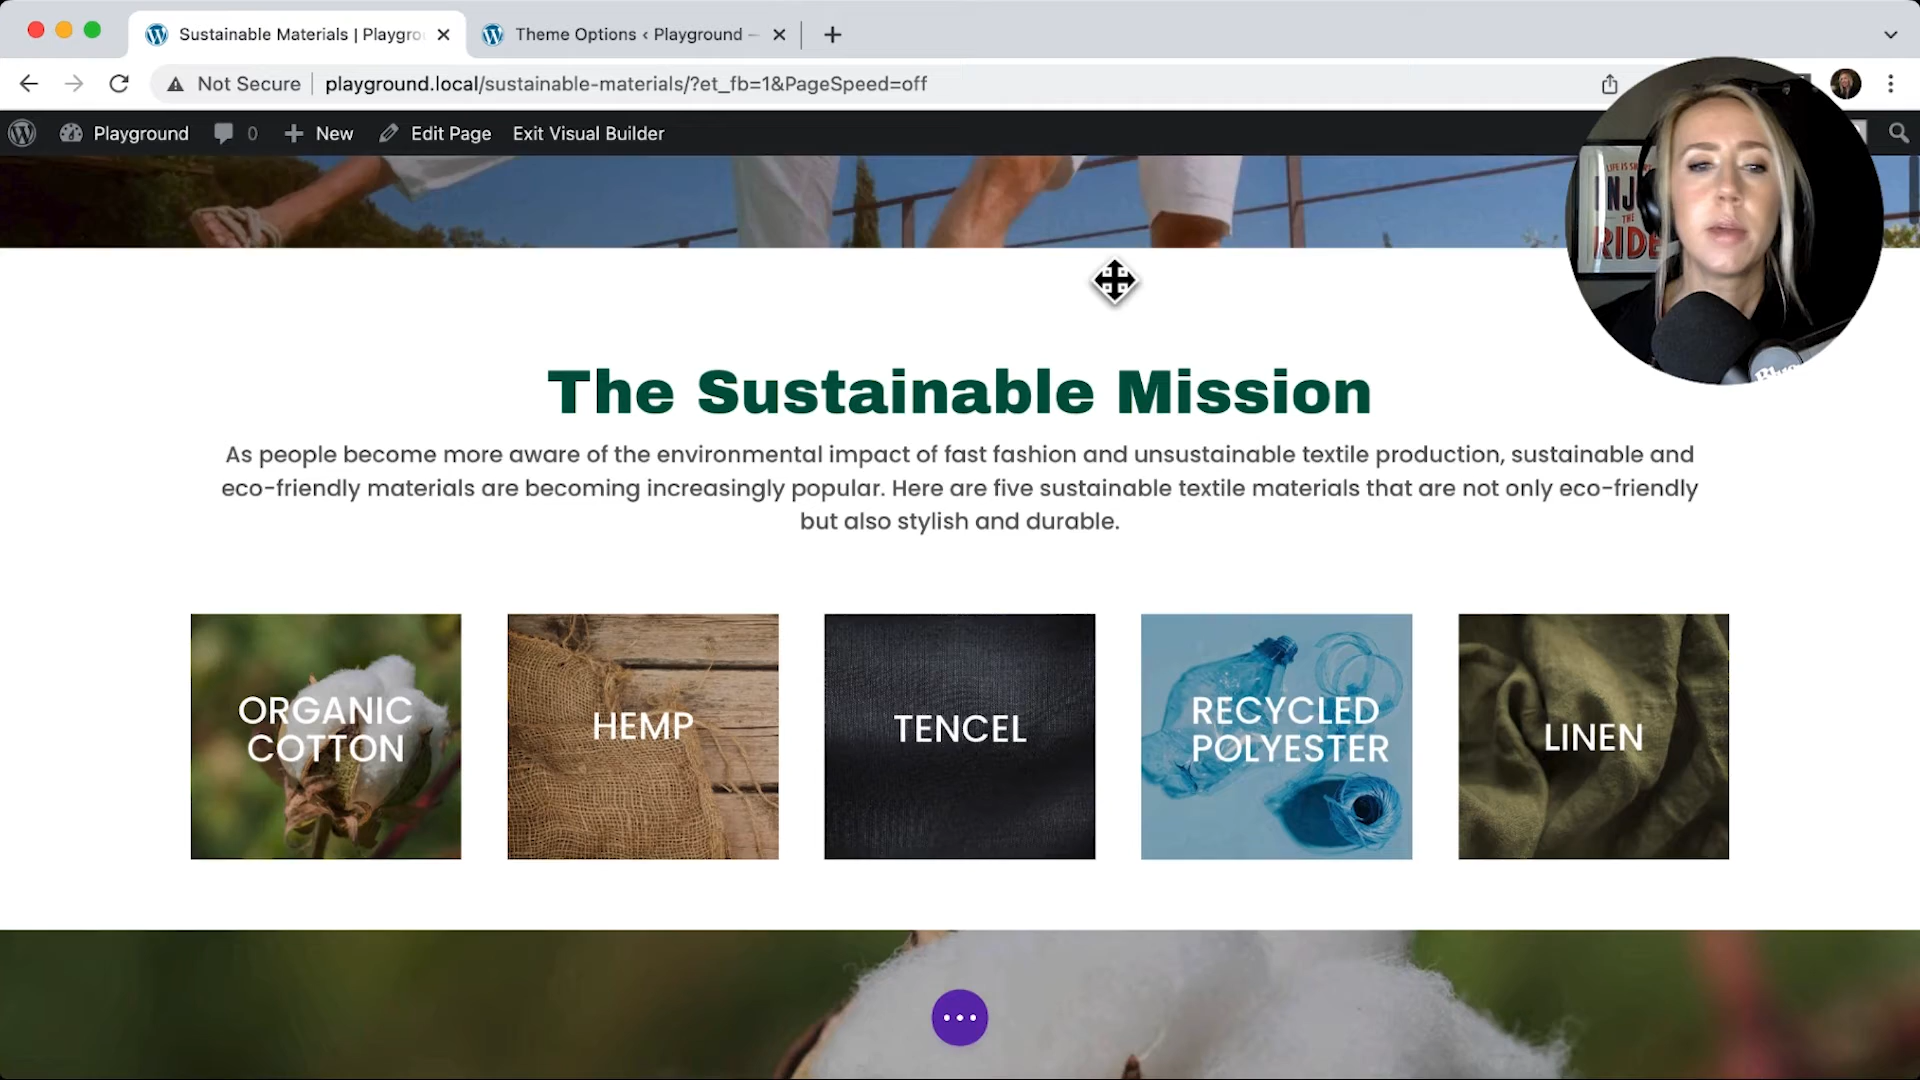 Sustainable Materials | Playgro
Theme Options ‹ Playground —
Not Secure
playground.local/sustainable-materials/?et_fb=1&PageSpeed=off
Playground
0
New
Edit Page
Exit Visual Builder
LIFE IS
THE
RIDE
The Sustainable Mission
As people become more aware of the environmental impact of fast fashion and unsustainable textile production, sustainable and
eco-friendly materials are becoming increasingly popular. Here are five sustainable textile materials that are not only eco-friendly
but also stylish and durable.
ORGANIC
COTTON
HEMP
TENCEL
RECYCLED
POLYESTER
LINEN